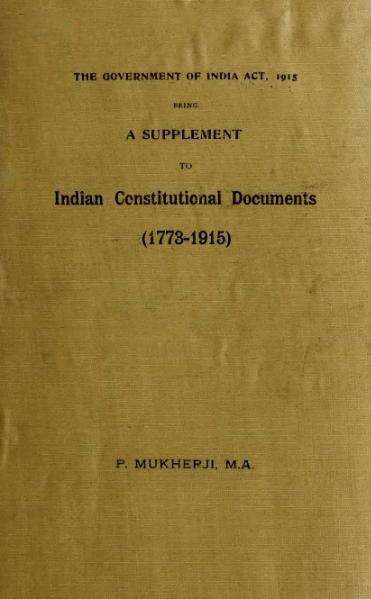 THE GOVERNMENT OF INDIA ACT, 1915
BEING
A SUPPLEMENT
TO
Indian Constitutional Documents
(1773-1915)
P. MUKHERJI, M.A.